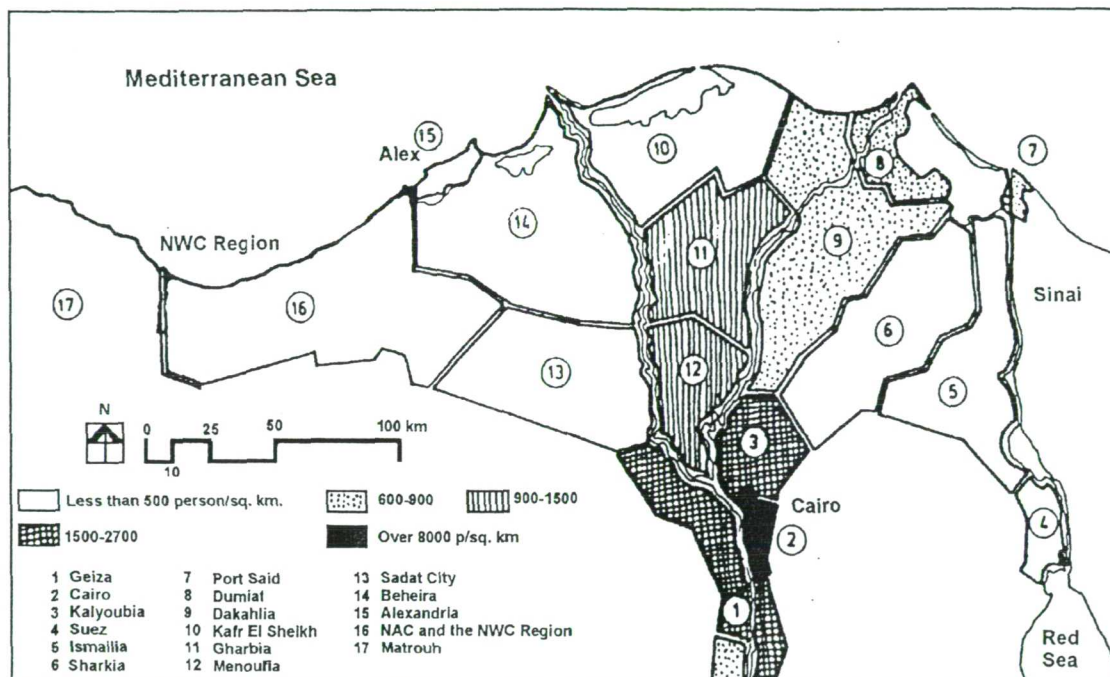 Mediterranean Sea
15
Alex
10
7
8
14
NWC Region
9
11
17
16
Sinai
6
13
12
5
N
0 25 50 100 km
10
3
Less than 500 person/sq. km.
600-900
900-1500
Cairo
1500-2700
Over 8000 p/sq. km
2
4
1 Geiza
2 Cairo
3 Kalyoubia
4 Suez
5 Ismailia
6 Sharkia
7 Port Said
8 Dumiat
9 Dakahlia
10 Kafr El Sheikh
11 Gharbia
12 Menoufia
13 Sadat City
14 Beheira
15 Alexandria
16 NAC and the NWC Region
17 Matrouh
1
Red
Sea